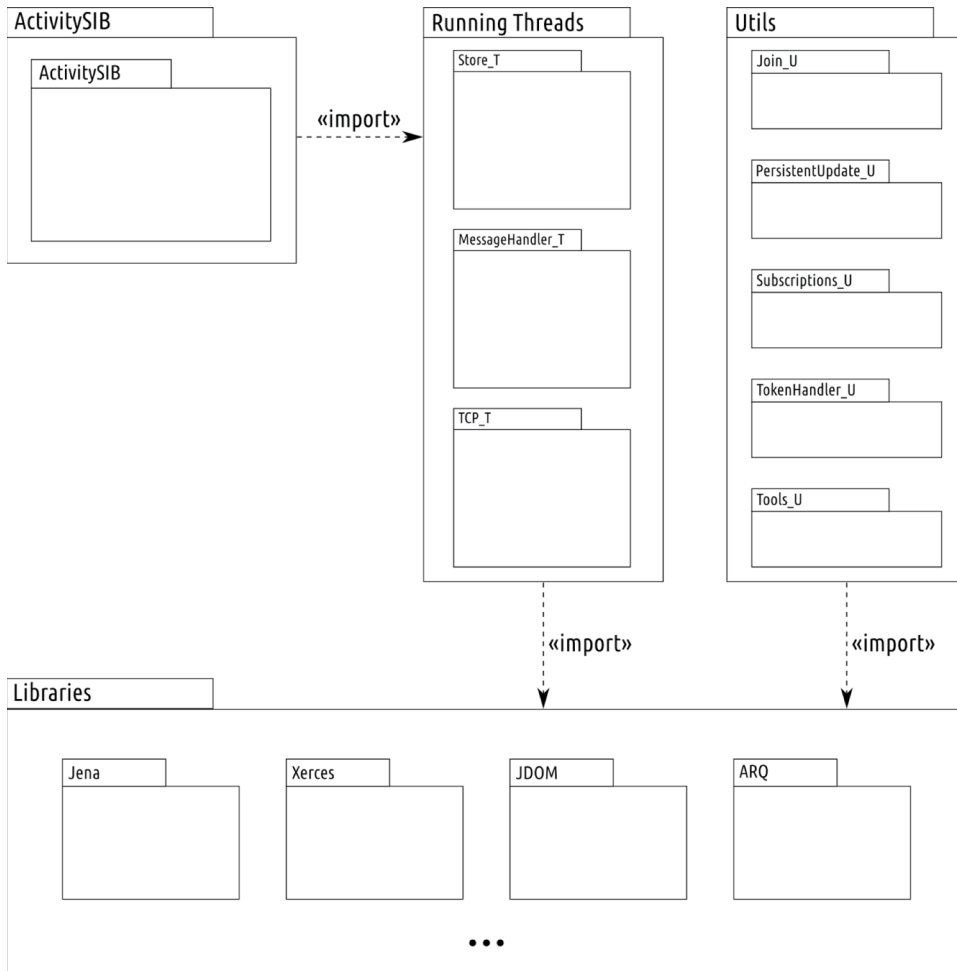 ActivitySIB
ActivitySIB
«import»
Running Threads
Store_T
MessageHandler_T
TCP_T
Utils
Join_U
PersistentUpdate_U
Subscriptions_U
TokenHandler_U
Tools_U
«import»
«import»
Libraries
Jena
Xerces
JDOM
ARQ
...